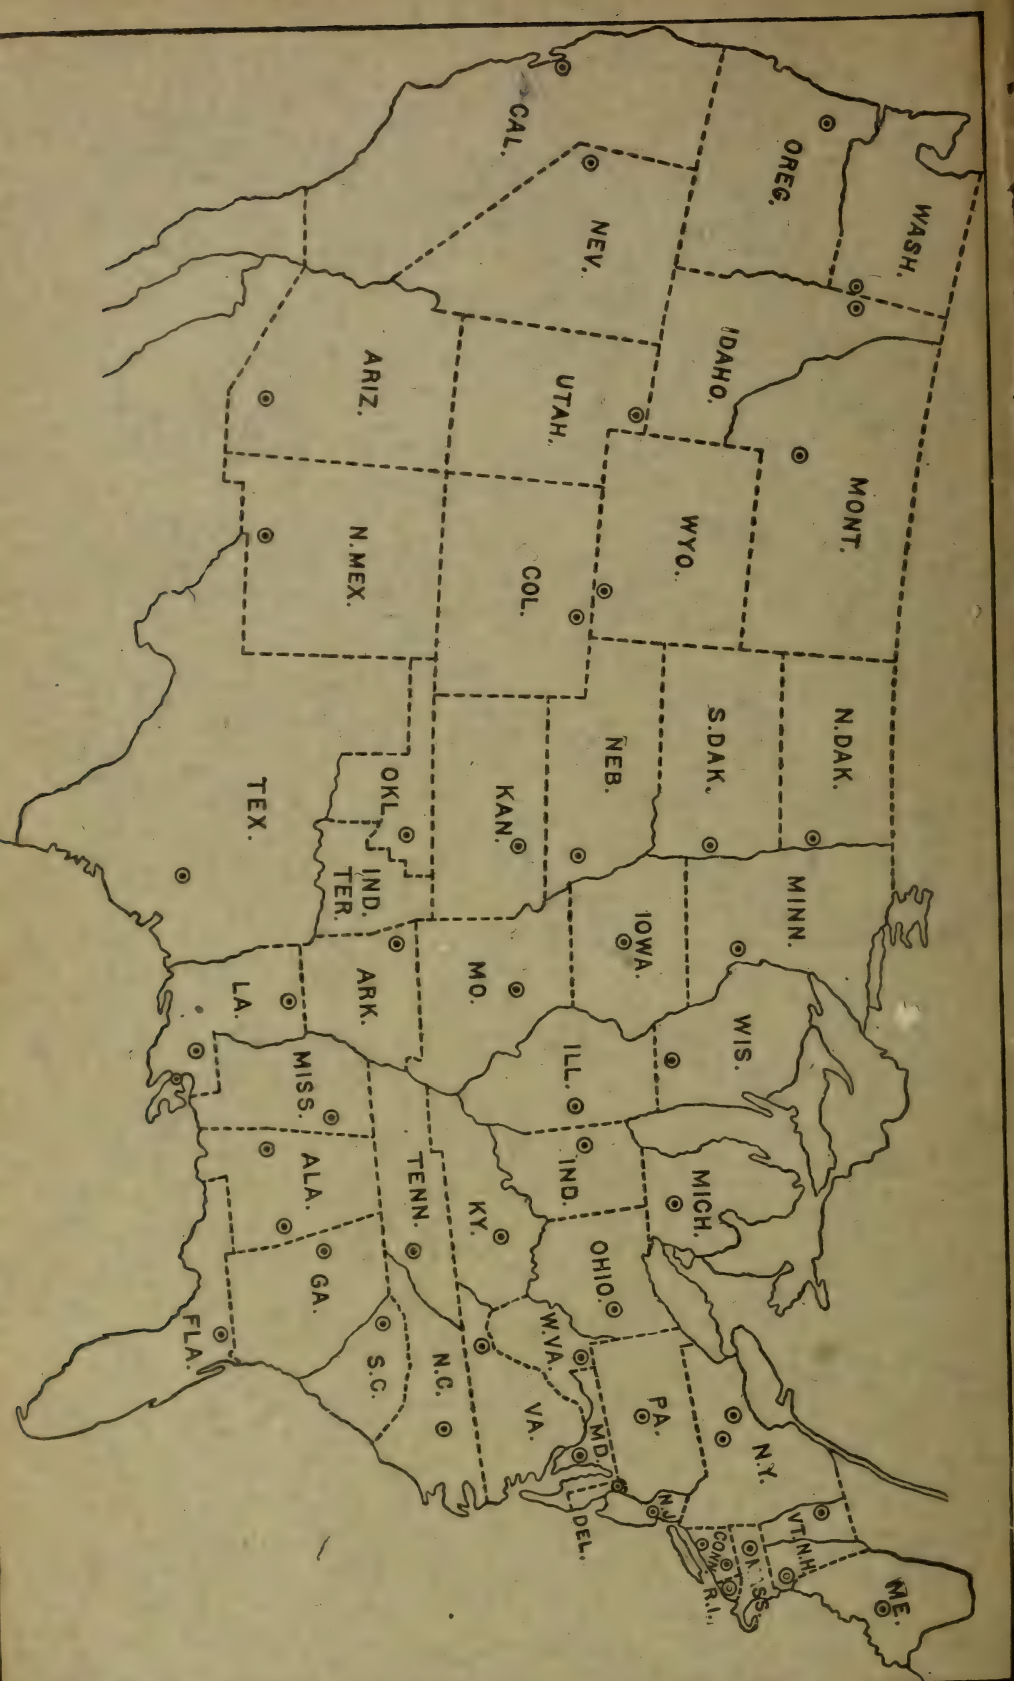 WASH.
OREG.
CAL.
NEV.
IDAHO.
MONT.
WYO.
UTAH.
ARIZ.
COL.
N.MEX.
N.DAK.
S.DAK.
NEB.
KAN.
OKL.
IND.
TER.
TEX.
MINN.
IOWA.
MO.
ARK.
LA.
WIS.
ILL.
MISS.
MICH.
IND.
OHIO.
KY.
TENN.
ALA.
GA.
FLA.
W.VA.
VA.
N.C.
S.C.
PA.
MD.
DEL.
N.J.
N.Y.
VT.
N.H.
ME.
MASS.
CONN.
R.I.